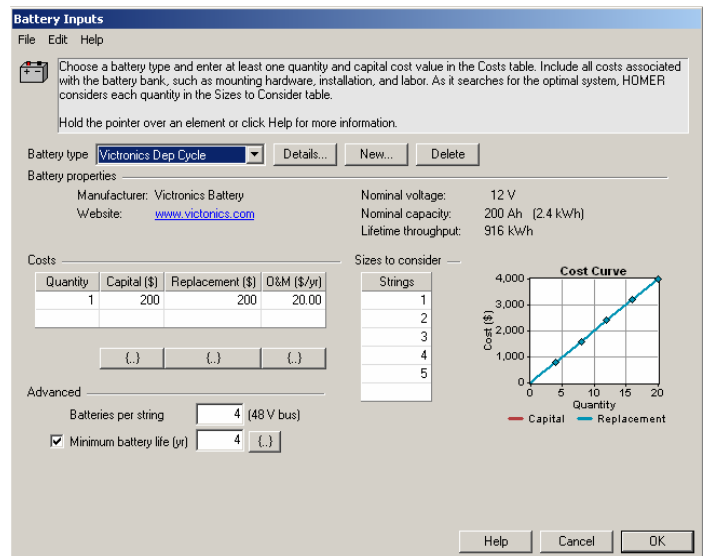 Battery Inputs
File Edit Help
Choose a battery type and enter at least one quantity and capital cost value in the Costs table. Include all costs associated
with the battery bank, such as mounting hardware, installation, and labor. As it searches for the optimal system, HOMER
considers each quantity in the Sizes to Consider table.
Hold the pointer over an element or click Help for more information.
Battery type Victronics Dep Cycle Details... New... Delete
Battery properties
Manufacturer: Victronics Battery Nominal voltage: 12 V
Website: www.victonics.com Nominal capacity: 200 Ah (2.4 kWh)
Lifetime throughput: 916 kWh
Costs
Quantity Capital ($) Replacement ($) O&M ($/yr)
1 200 200 20.00
{..} {..} {..}
Sizes to consider
Strings
1
2
3
4
5
Cost Curve
4,000
3,000
2,000
1,000
0
Cost ($)
0 5 10 15 20
Quantity
Capital Replacement
Advanced
Batteries per string 4 (48 V bus)
Minimum battery life (yr) 4 {..}
Help Cancel OK